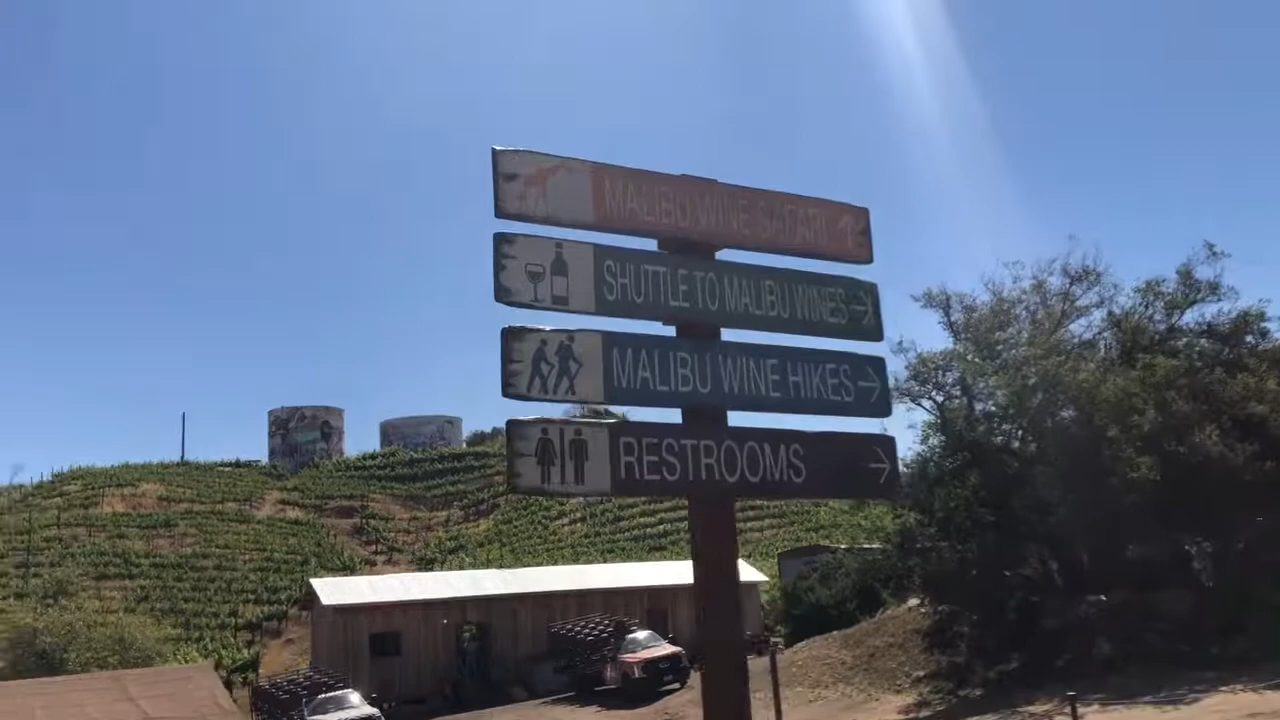 MALIBU WINE SAFARI
SHUTTLE TO MALIBU WINES
MALIBU WINE HIKES
RESTROOMS